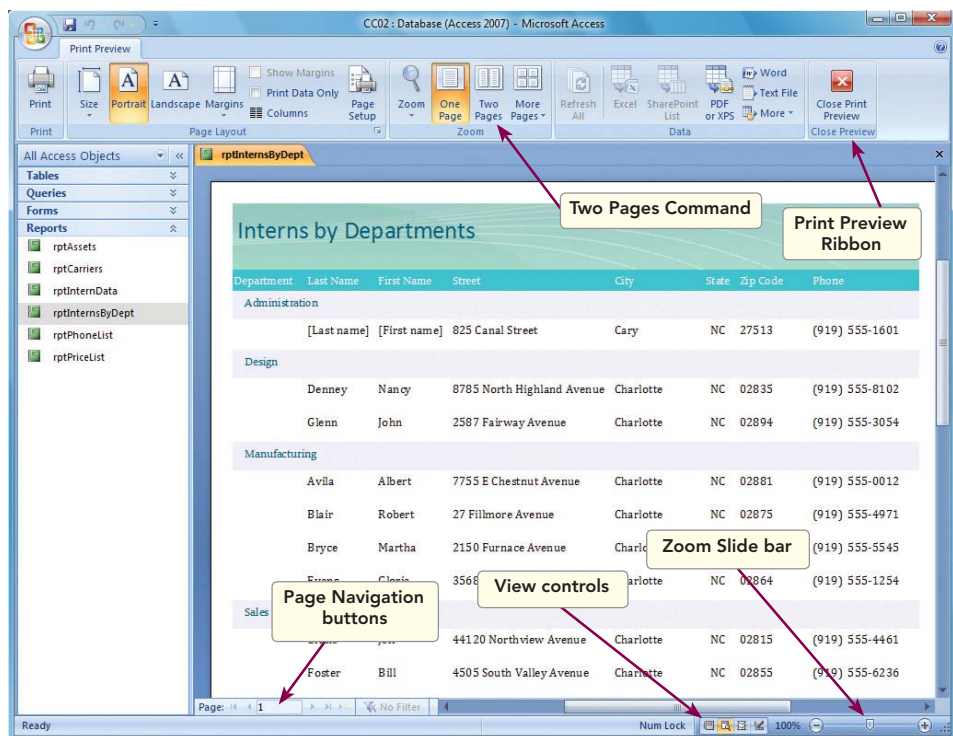 CC02 : Database (Access 2007) - Microsoft Access
Print Preview
Print
Size
Portrait
Landscape
Margins
Show Margins
Print Data Only
Columns
Page Setup
Zoom
One Page
Two Pages
More Pages
Refresh All
Excel
SharePoint List
PDF or XPS
Word
Text File
More
Close Print Preview
Print
Page Layout
Zoom
Data
Close Preview
All Access Objects
Tables
Queries
Forms
Reports
rptAssets
rptCarriers
rptInternData
rptInternsByDept
rptPhoneList
rptPriceList
rptInternsByDept
Two Pages Command
Print Preview Ribbon
Interns by Departments
Department Last Name First Name Street City State Zip Code Phone
Administration
[Last name] [First name] 825 Canal Street Cary NC 27513 (919) 555-1601
Design
Denney Nancy 8785 North Highland Avenue Charlotte NC 02835 (919) 555-8102
Glenn John 2587 Fairway Avenue Charlotte NC 02894 (919) 555-3054
Manufacturing
Avila Albert 7755 E Chestnut Avenue Charlotte NC 02881 (919) 555-0012
Blair Robert 27 Fillmore Avenue Charlotte NC 02875 (919) 555-4971
Bryce Martha 2150 Furnace Avenue (919) 555-5545
Zoom Slide bar
NC 02864 (919) 555-1254
View controls
Page Navigation buttons
Sales
44120 Northview Avenue Charlotte NC 02815 (919) 555-4461
Foster Bill 4505 South Valley Avenue Charlotte NC 02855 (919) 555-6236
Page: 1 No Filter
Ready
Num Lock
100%